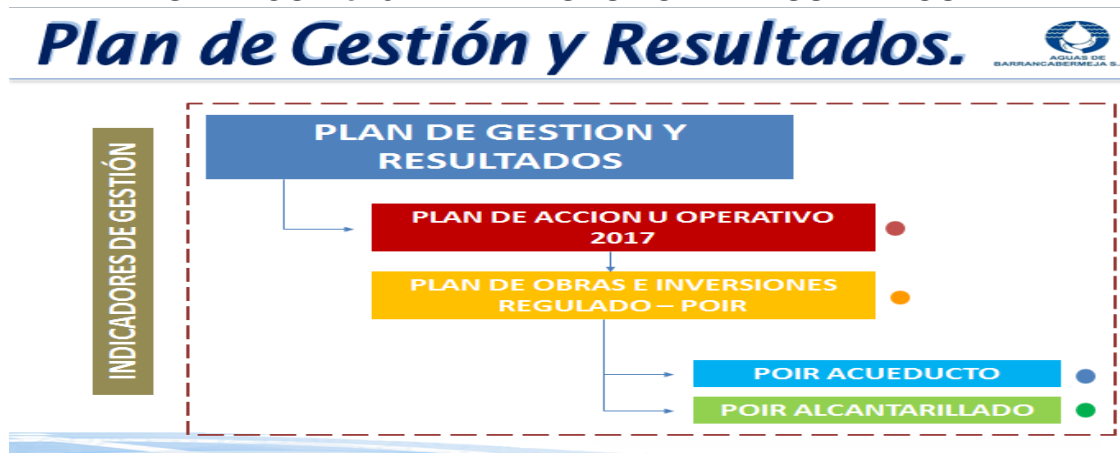 Plan de Gestión y Resultados.
AGUAS DE
BARRANCABERMEJA S.
INDICADORES DE GESTIÓN
PLAN DE GESTION Y
RESULTADOS
PLAN DE ACCION U OPERATIVO
2017
PLAN DE OBRAS E INVERSIONES
REGULADO – POIR
POIR ACUEDUCTO
POIR ALCANTARILLADO